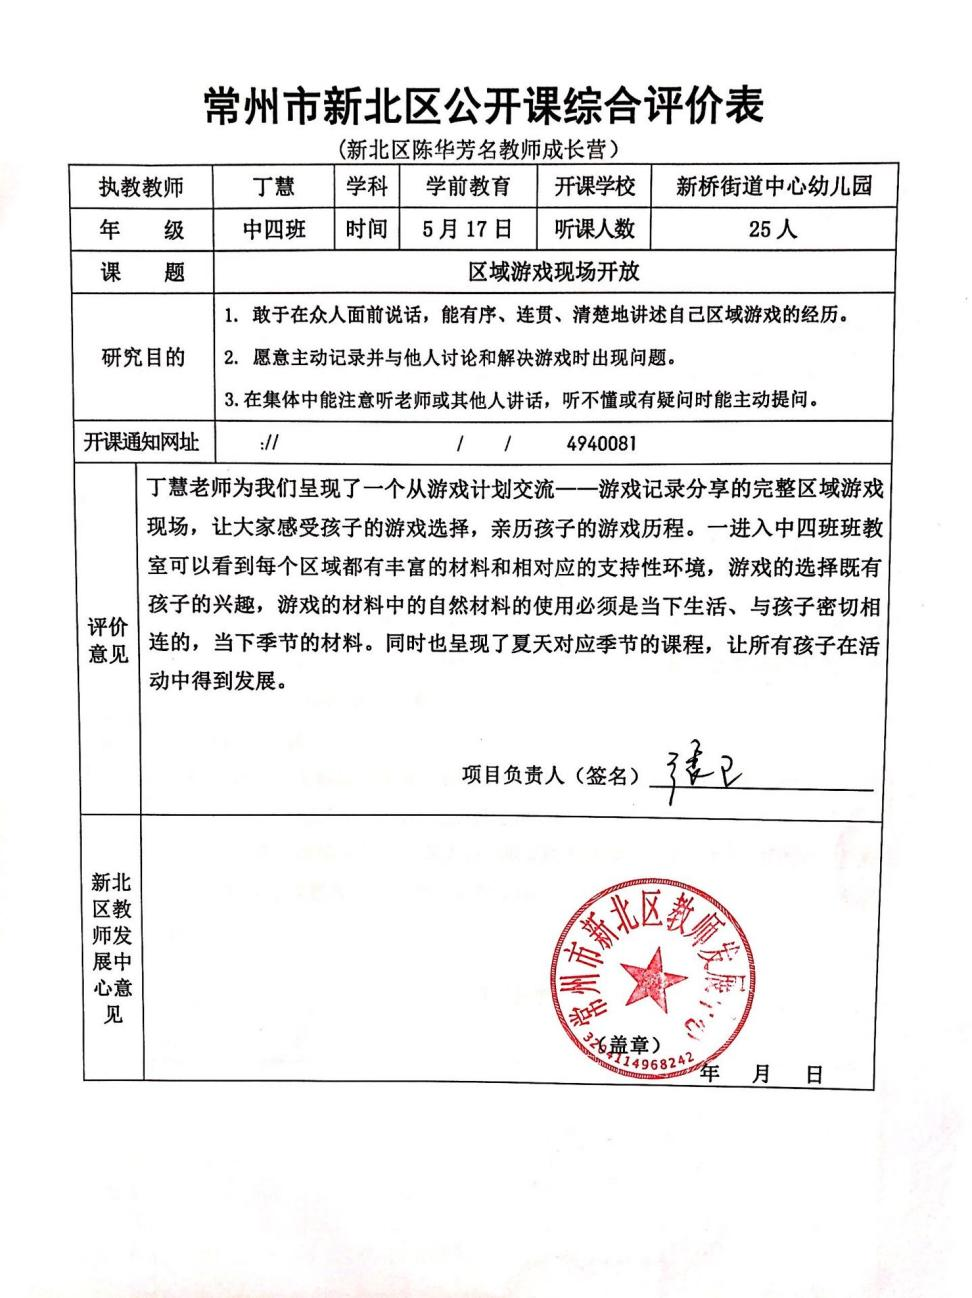 常州市新北区公开课综合评价表
(新北区陈华芳名教师成长营）
执教教师 丁慧 学科 学前教育 开课学校 新桥街道中心幼儿园
年 级 中四班 时间 5月17日 听课人数 25人
课 题 区域游戏现场开放
研究目的
1. 敢于在众人面前说话，能有序、连贯、清楚地讲述自己区域游戏的经历。
2. 愿意主动记录并与他人讨论和解决游戏时出现问题。
3.在集体中能注意听老师或其他人讲话，听不懂或有疑问时能主动提问。
开课通知网址 :// / / 4940081
评价
意见
丁慧老师为我们呈现了一个从游戏计划交流——游戏记录分享的完整区域游戏
现场，让大家感受孩子的游戏选择，亲历孩子的游戏历程。一进入中四班班教
室可以看到每个区域都有丰富的材料和相对应的支持性环境，游戏的选择既有
孩子的兴趣，游戏的材料中的自然材料的使用必须是当下生活、与孩子密切相
连的，当下季节的材料。同时也呈现了夏天对应季节的课程，让所有孩子在活
动中得到发展。
项目负责人（签名）
新北
区教
师发
展中
心意
见
常州市新北区教师发展中心
（盖章）
3204114968242
年 月 日